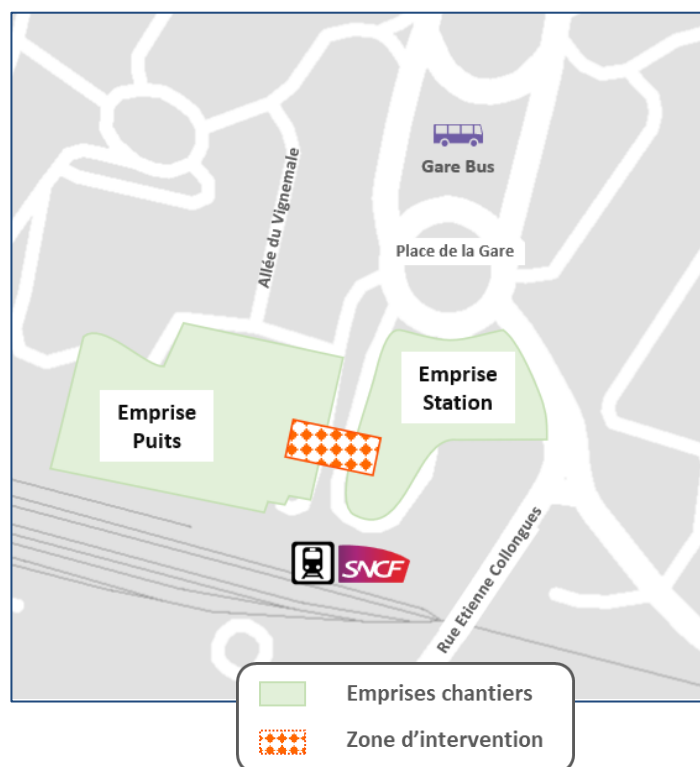 Gare Bus
Allée du Vignemale
Place de la Gare
Emprise
Station
Emprise
Puits
SNCF
Rue Etienne Collongues
Emprises chantiers
Zone d’intervention